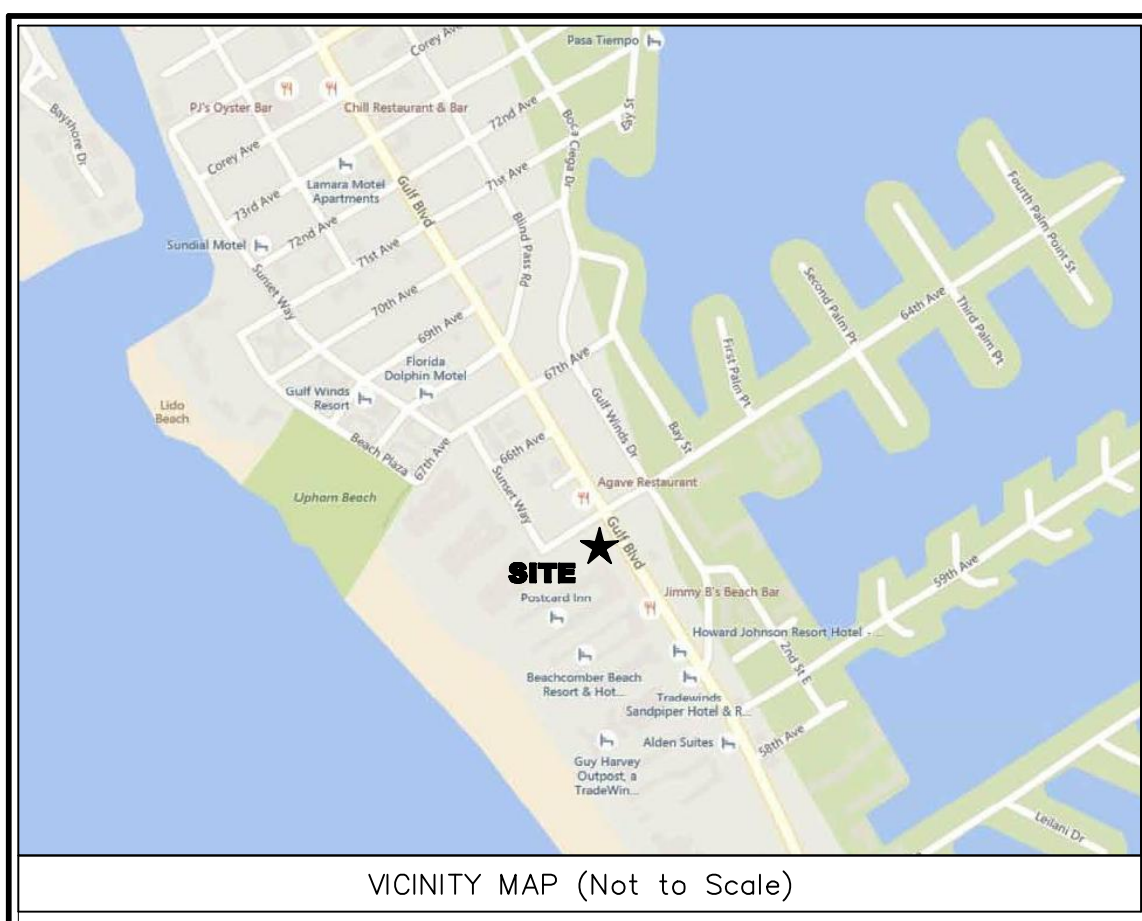 Pasa Tiempo
Corey Ave
Bayshore Dr
PJ's Oyster Bar
Chill Restaurant & Bar
72nd Ave
Bay St
Boca Ciega Dr
Corey Ave
Lamara Motel
Apartments
Gulf Blvd
71st Ave
73rd Ave
72nd Ave
Fourth Palm Point St
Sundial Motel
71st Ave
Blind Pass Rd
Sunset Way
70th Ave
69th Ave
Second Palm Pt
64th Ave
Third Palm Pt
First Palm Pt
Florida
Dolphin Motel
67th Ave
Gulf Winds
Resort
Gulf Winds Dr
Lido
Beach
Beach Plaza
67th Ave
66th Ave
Bay St
Sunset Way
Agave Restaurant
Upham Beach
Gulf Blvd
SITE
Postcard Inn
Jimmy B's Beach Bar
59th Ave
Howard Johnson Resort Hotel - ...
2nd St E
Beachcomber Beach
Resort & Hot...
Tradewinds
Sandpiper Hotel & R...
Alden Suites
58th Ave
Guy Harvey
Outpost, a
TradeWin...
Leilani Dr
VICINITY MAP (Not to Scale)